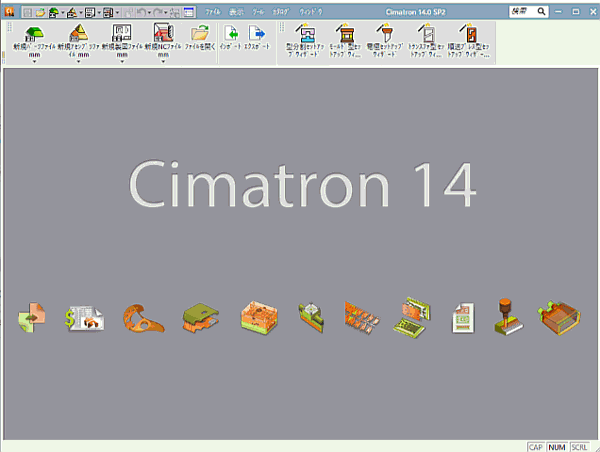 ファイル 表示 ツール カタログ ウィンドウ Cimatron 14.0 SP2 検索
新規パーツファイル mm
新規アセンブリファイル mm
新規製図ファイル mm
新規NCファイル mm
ファイルを開く
インポート
エクスポート
型分割セットアップ ウィザード
モールド型セットアップ ウィ...
電極セットアップ ウィザード
トランスファ型セットアップ ウィ...
順送プレス型セットアップ ウィザ...
Cimatron 14
CAP NUM SCRL